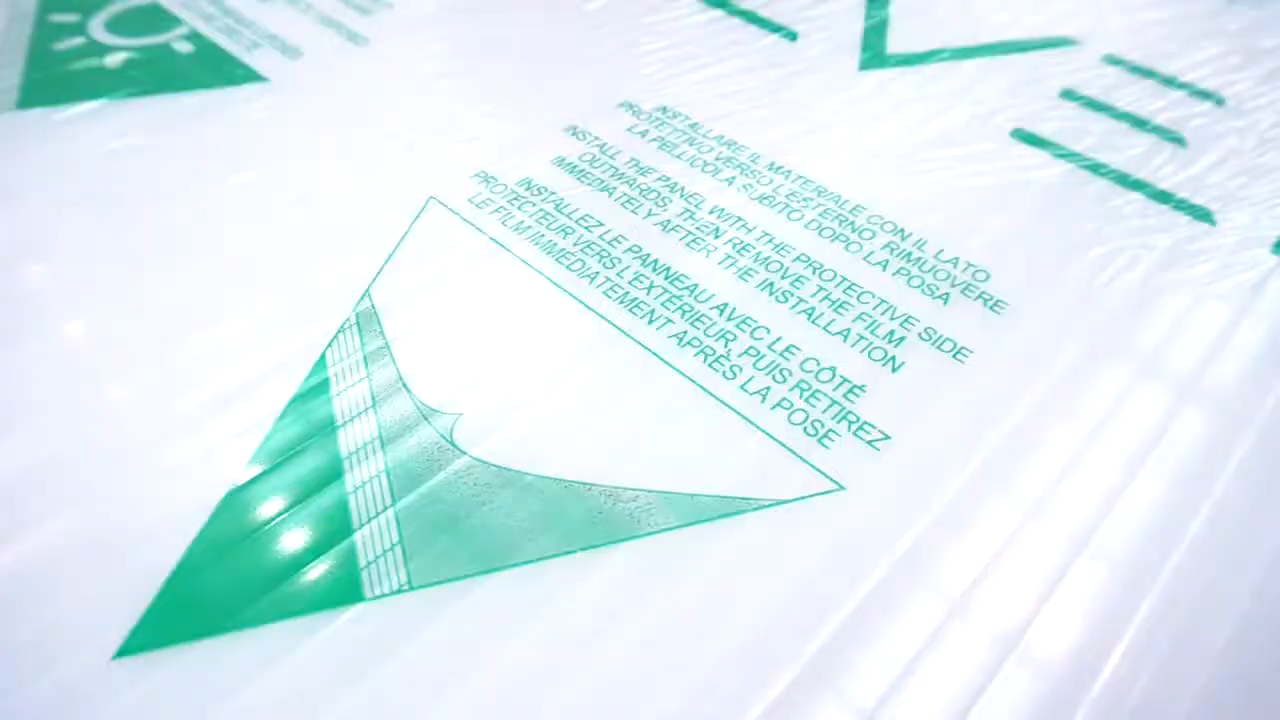 INSTALLARE IL MATERIALE CON IL LATO
PROTETTIVO VERSO L'ESTERNO, RIMUOVERE
LA PELLICOLA SUBITO DOPO LA POSA
INSTALL THE PANEL WITH THE PROTECTIVE SIDE
OUTWARDS, THEN REMOVE THE FILM
IMMEDIATELY AFTER THE INSTALLATION
INSTALLEZ LE PANNEAU AVEC LE CÔTÉ
PROTECTEUR VERS L'EXTÉRIEUR, PUIS RETIREZ
LE FILM IMMÉDIATEMENT APRÈS LA POSE